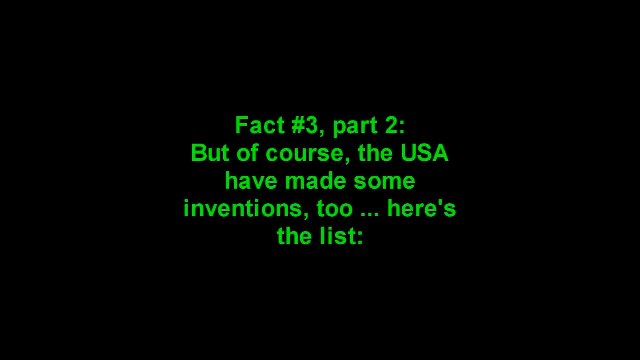 Fact #3, part 2:
But of course, the USA
have made some
inventions, too ... here's
the list: